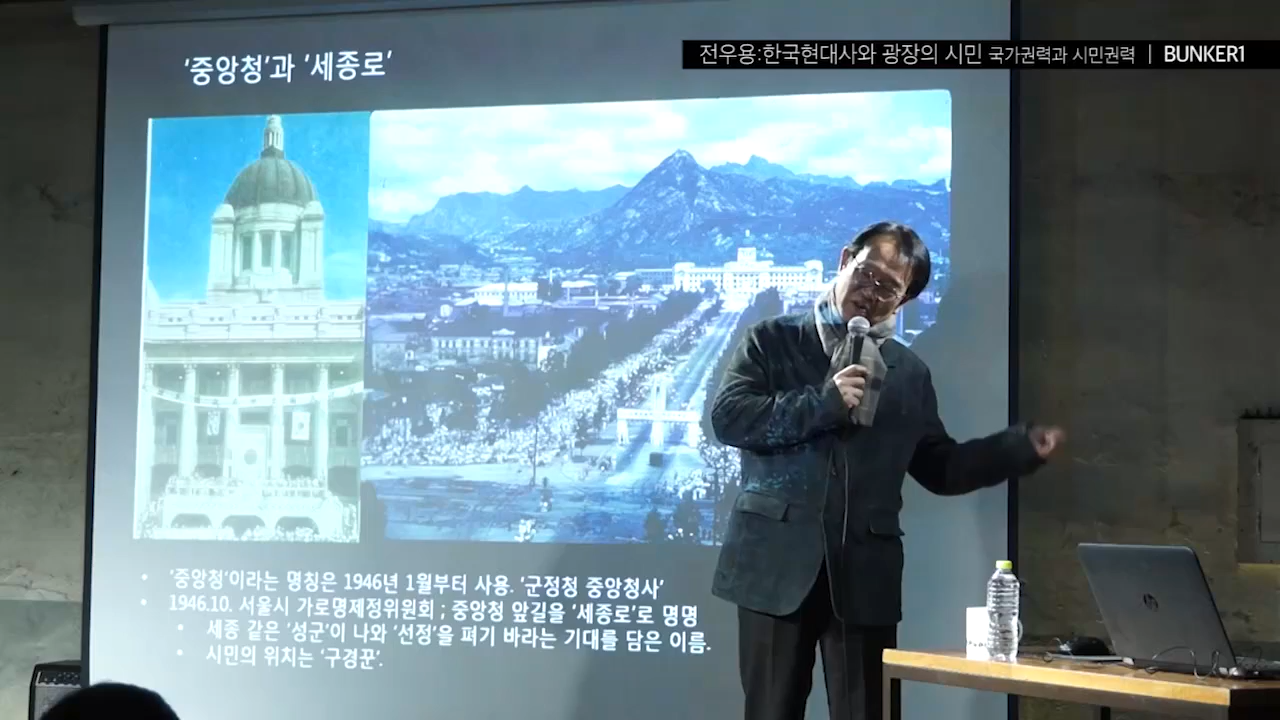 전우용:한국현대사와 광장의 시민 국가권력과 시민권력 | BUNKER1
'중앙청'과 '세종로'
• '중앙청'이라는 명칭은 1946년 1월부터 사용. '군정청 중앙청사'
• 1946.10. 서울시 가로명제정위원회 ; 중앙청 앞길을 '세종로'로 명명
• 세종 같은 '성군'이 나와 '선정'을 펴기 바라는 기대를 담은 이름.
• 시민의 위치는 '구경꾼'.